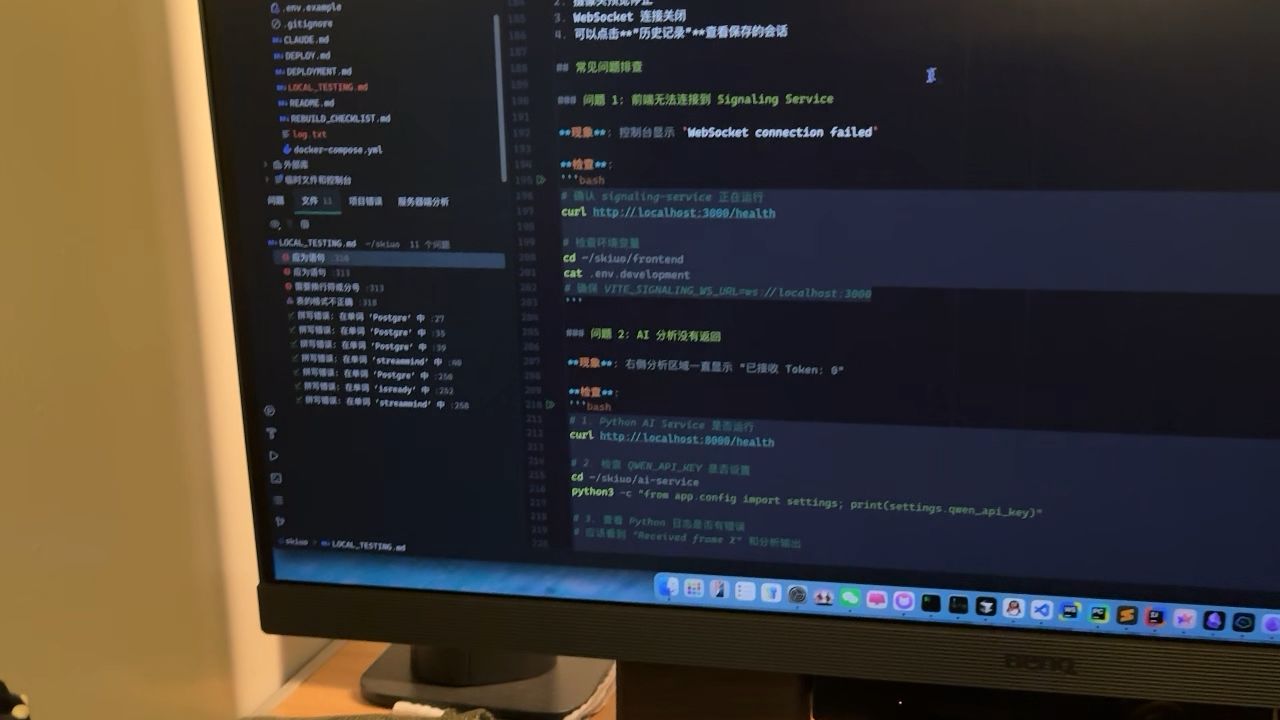 .env.example
.gitignore
CLAUDE.md
DEPLOY.md
DEPLOYMENT.md
LOCAL_TESTING.md
README.md
REBUILD_CHECKLIST.md
log.txt
docker-compose.yml
外部库
临时文件和控制台
问题 文件 11 项目错误 服务器端分析
LOCAL_TESTING.md ~/skiuo 11 个问题
应为语句 :310
应为语句 :313
需要换行符或分号 :313
表的格式不正确 :318
拼写错误: 在单词 'Postgre' 中 :27
拼写错误: 在单词 'Postgre' 中 :35
拼写错误: 在单词 'Postgre' 中 :39
拼写错误: 在单词 'streammind' 中 :40
拼写错误: 在单词 'Postgre' 中 :250
拼写错误: 在单词 'isready' 中 :252
拼写错误: 在单词 'streammind' 中 :258
skiuo > LOCAL_TESTING.md
184 2. 摄像头预览停止
185 3. WebSocket 连接关闭
186 4. 可以点击**"历史记录"**查看保存的会话
187
188 ## 常见问题排查
189
190 ### 问题 1: 前端无法连接到 Signaling Service
191
192 **现象**: 控制台显示 `WebSocket connection failed`
193
194 **检查**:
195 ```bash
196 # 确认 signaling-service 正在运行
197 curl http://localhost:3000/health
198
199 # 检查环境变量
200 cd ~/skiuo/frontend
201 cat .env.development
202 # 确保 VITE_SIGNALING_WS_URL=ws://localhost:3000
203 ```
204
205 ### 问题 2: AI 分析没有返回
206
207 **现象**: 右侧分析区域一直显示 "已接收 Token: 0"
208
209 **检查**:
210 ```bash
211 # 1. Python AI Service 是否运行
212 curl http://localhost:8000/health
213
214 # 2. 检查 QWEN_API_KEY 是否设置
215 cd ~/skiuo/ai-service
216 python3 -c "from app.config import settings; print(settings.qwen_api_key)"
217
218 # 3. 查看 Python 日志是否有错误
219 # 应该看到 "Received frame X" 和分析输出
220
BenQ